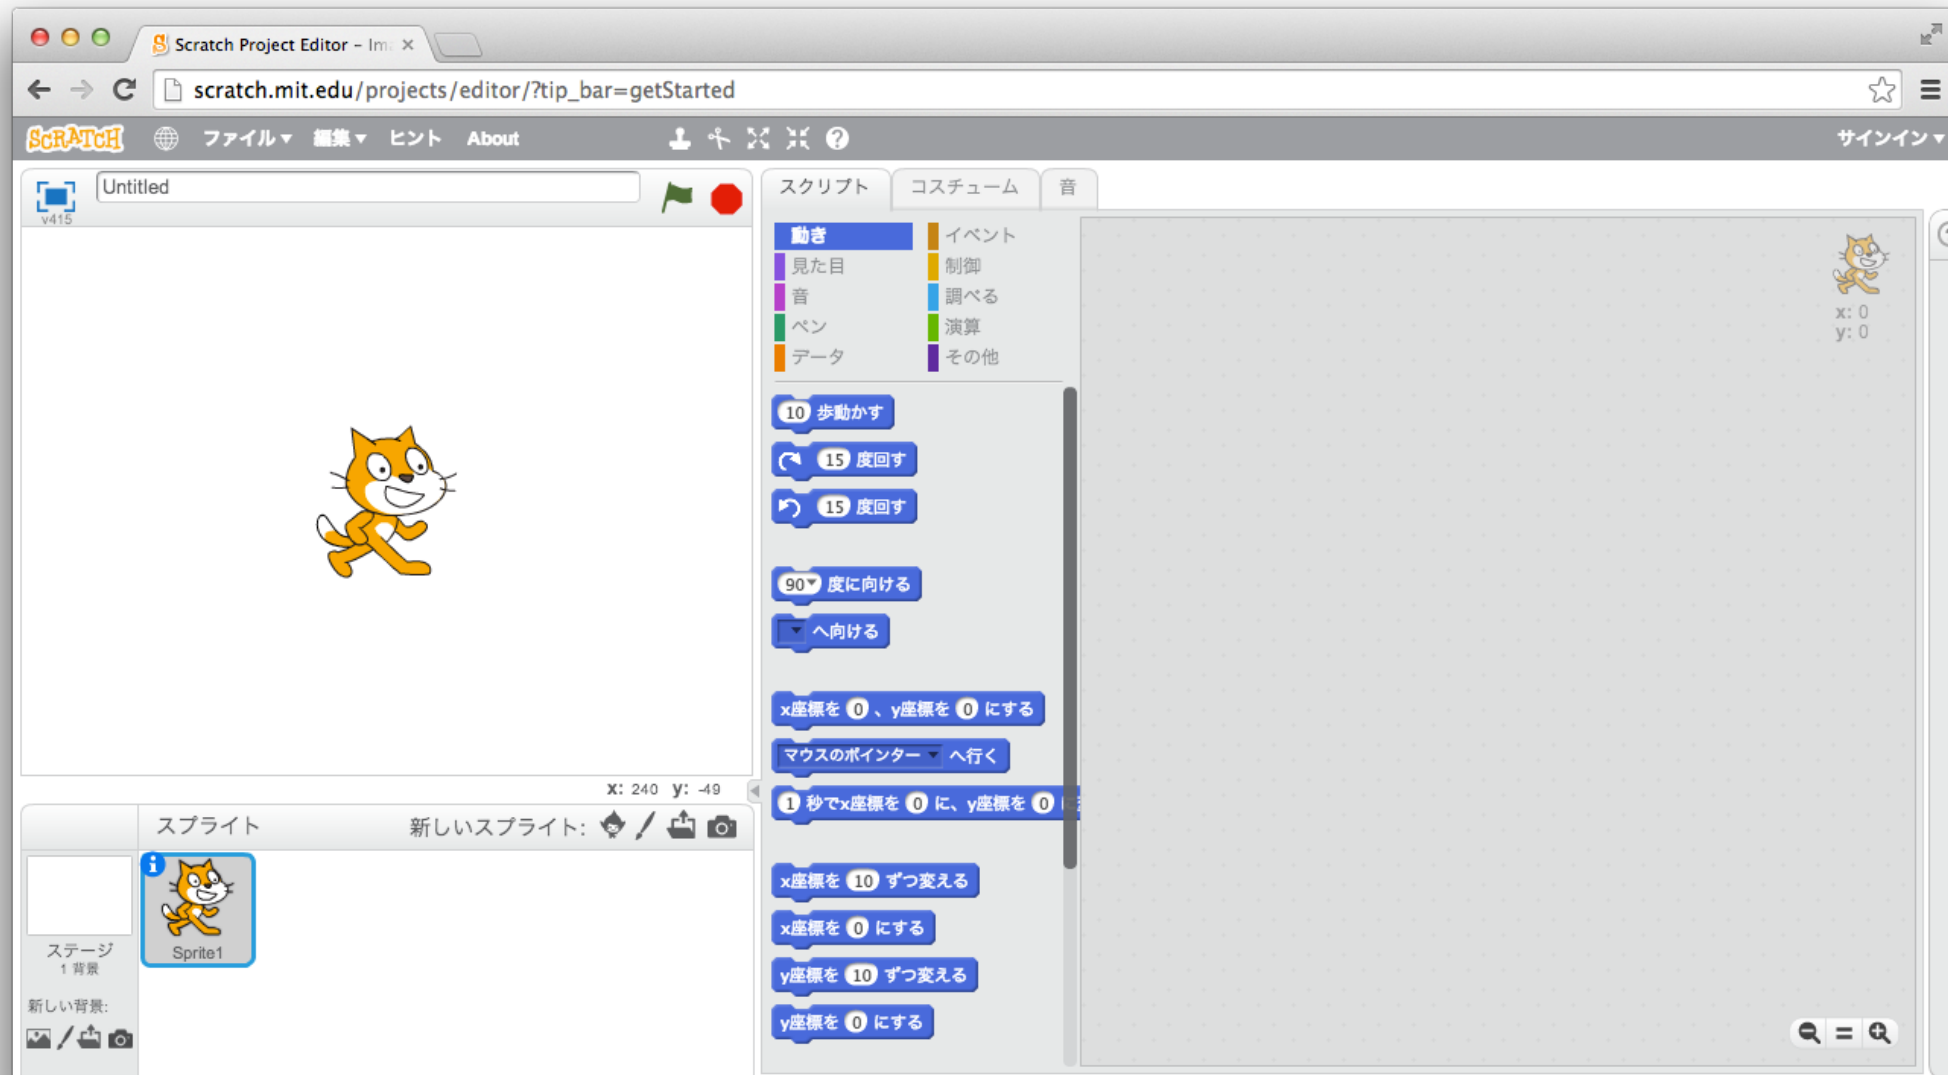 Scratch Project Editor – Im
scratch.mit.edu/projects/editor/?tip_bar=getStarted
SCRATCH ファイル 編集 ヒント About サインイン
Untitled
v415
スクリプト コスチューム 音
動き イベント
見た目 制御
音 調べる
ペン 演算
データ その他
x: 0
y: 0
10 歩動かす
15 度回す
15 度回す
90 度に向ける
へ向ける
x座標を 0 、y座標を 0 にする
マウスのポインター へ行く
1 秒でx座標を 0 に、y座標を 0 に
x座標を 10 ずつ変える
x座標を 0 にする
y座標を 10 ずつ変える
y座標を 0 にする
x: 240 y: -49
スプライト 新しいスプライト:
Sprite1
ステージ
1 背景
新しい背景: